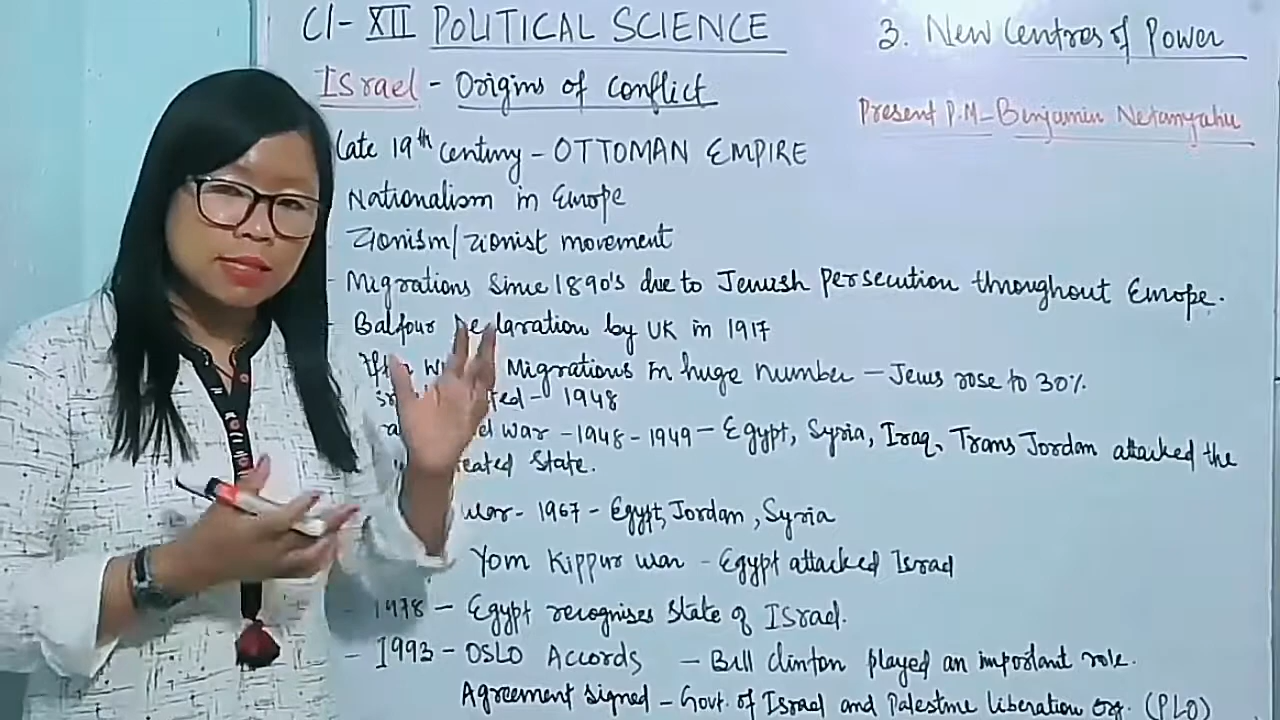 Cl- XII POLITICAL SCIENCE
3. New Centres of Power
Israel - Origins of Conflict
Present P.M- Benjamin Netanyahu
Late 19th century - OTTOMAN EMPIRE
Nationalism in Europe
Zionism/zionist movement
- Migrations since 1890's due to Jewish persecution throughout Europe.
- Balfour Declaration by UK in 1917
Migrations in huge number - Jews rose to 30%
- 1948
war - 1948-1949 - Egypt, Syria, Iraq, Trans Jordan attacked the
State.
war - 1967 - Egypt, Jordan, Syria
Yom Kippur war - Egypt attacked Israel
- 1978 - Egypt recognises State of Israel.
- 1993 - OSLO Accords - Bill Clinton played an important role.
Agreement signed - Govt. of Israel and Palestine liberation org. (PLO)